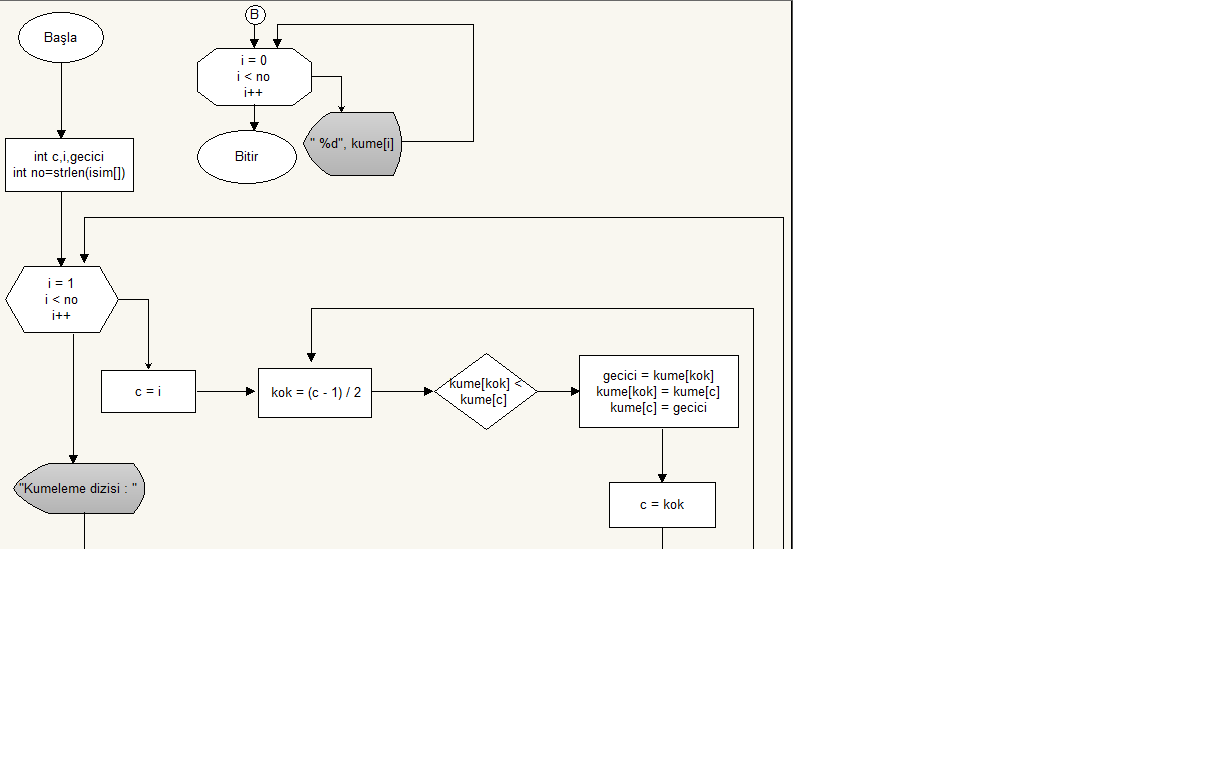 Başla
B
i = 0
i < no
i++
" %d", kume[i]
Bitir
int c,i,gecici
int no=strlen(isim[])
i = 1
i < no
i++
c = i
kok = (c - 1) / 2
kume[kok] <
kume[c]
gecici = kume[kok]
kume[kok] = kume[c]
kume[c] = gecici
"Kumeleme dizisi : "
c = kok